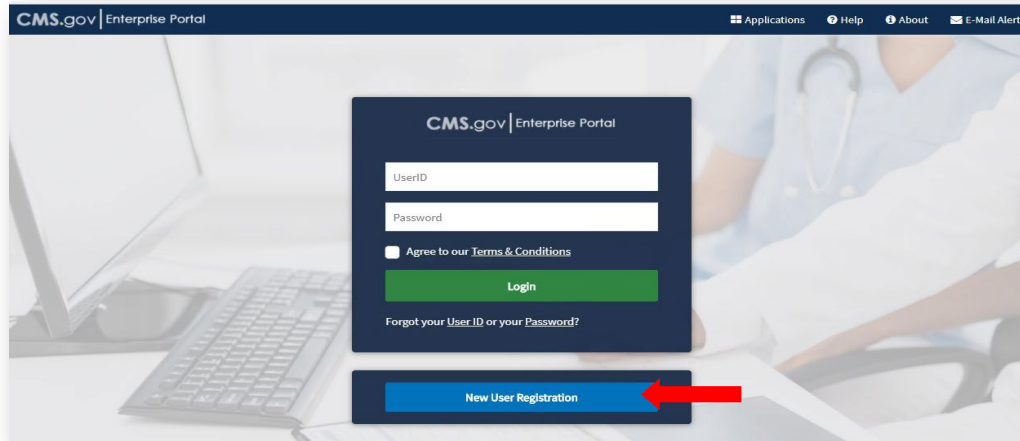 CMS.gov Enterprise Portal
Applications Help About E-Mail Alert
CMS.gov Enterprise Portal
UserID
Password
Agree to our Terms & Conditions
Login
Forgot your User ID or your Password?
New User Registration